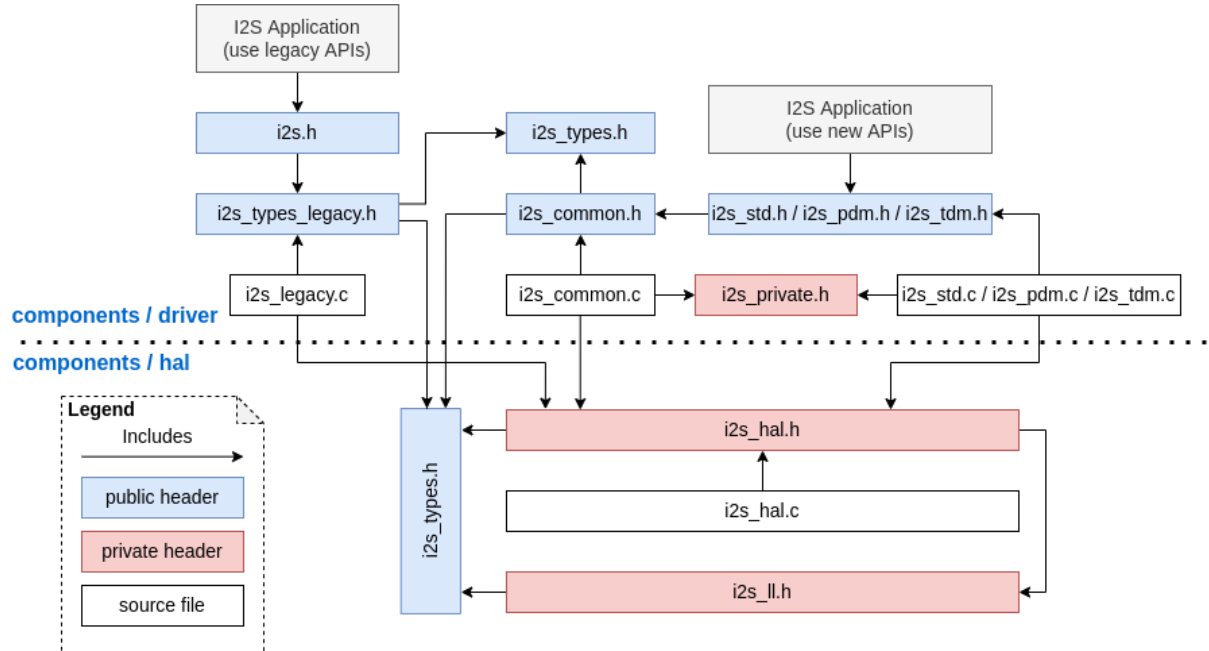 I2S Application
(use legacy APIs)
I2S Application
(use new APIs)
i2s.h
i2s_types.h
i2s_types_legacy.h
i2s_common.h
i2s_std.h / i2s_pdm.h / i2s_tdm.h
i2s_legacy.c
i2s_common.c
i2s_private.h
i2s_std.c / i2s_pdm.c / i2s_tdm.c
components / driver
components / hal
Legend
Includes
public header
private header
source file
i2s_types.h
i2s_hal.h
i2s_hal.c
i2s_ll.h